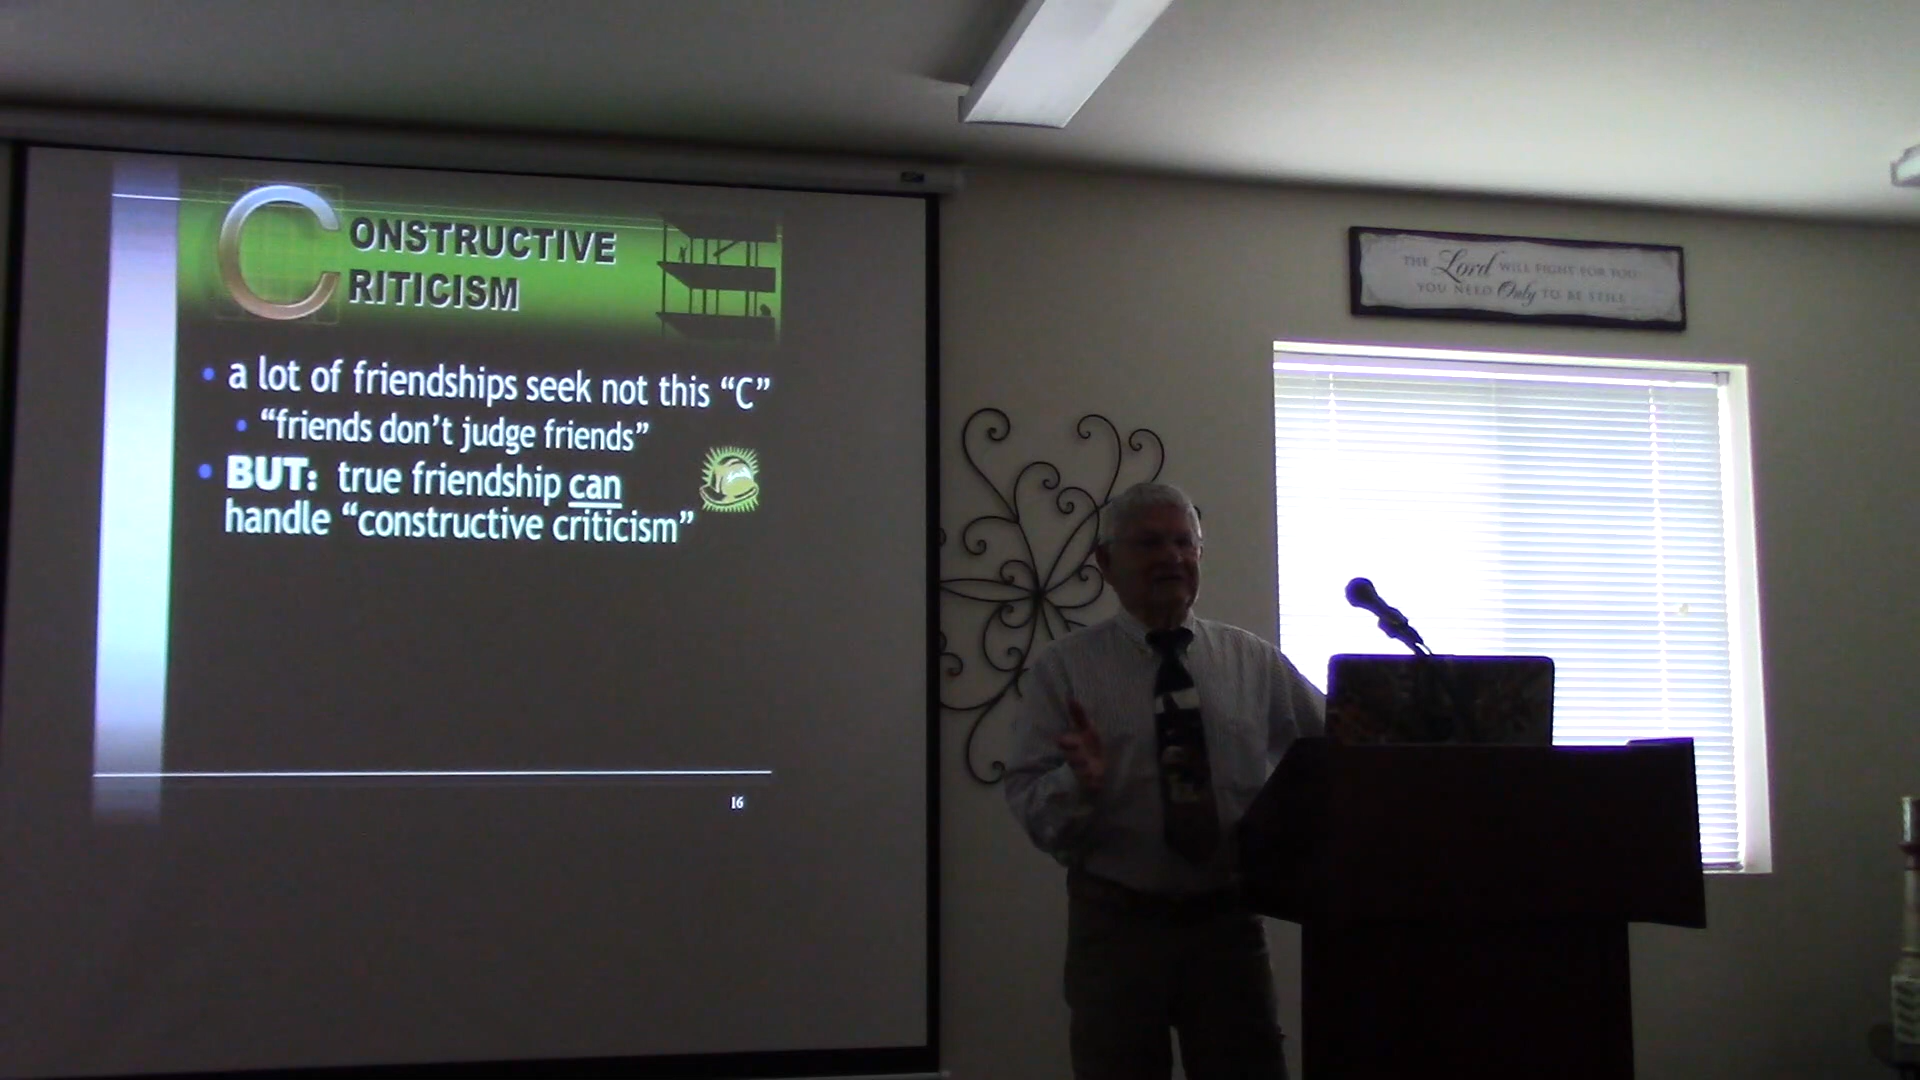 CONSTRUCTIVE
CRITICISM
• a lot of friendships seek not this “C”
• “friends don’t judge friends”
• BUT: true friendship can
handle “constructive criticism”
16
THE Lord WILL FIGHT FOR YOU
YOU NEED Only TO BE STILL